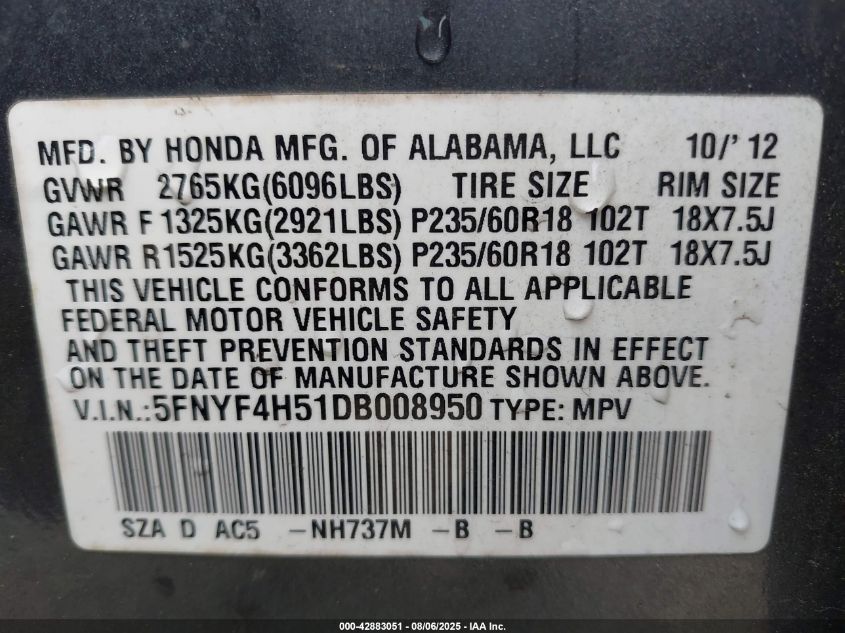 MFD. BY HONDA MFG. OF ALABAMA, LLC 10/' 12
GVWR 2765KG(6096LBS) TIRE SIZE RIM SIZE
GAWR F 1325KG(2921LBS) P235/60R18 102T 18X7.5J
GAWR R1525KG(3362LBS) P235/60R18 102T 18X7.5J
THIS VEHICLE CONFORMS TO ALL APPLICABLE
FEDERAL MOTOR VEHICLE SAFETY
AND THEFT PREVENTION STANDARDS IN EFFECT
ON THE DATE OF MANUFACTURE SHOWN ABOVE.
V.I.N.:5FNYF4H51DB008950 TYPE: MPV
SZA D AC5 -NH737M -B -B
000-42883051 - 08/06/2025 - IAA Inc.